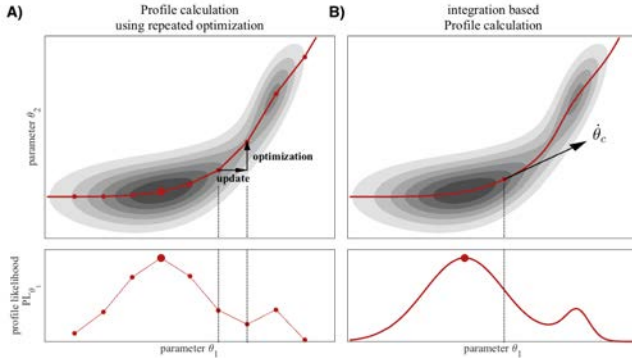 A)
Profile calculation
using repeated optimization
parameter θ2
optimization
update
profile likelihood
PLθ1
parameter θ1
B)
integration based
Profile calculation
θ̇c
parameter θ1